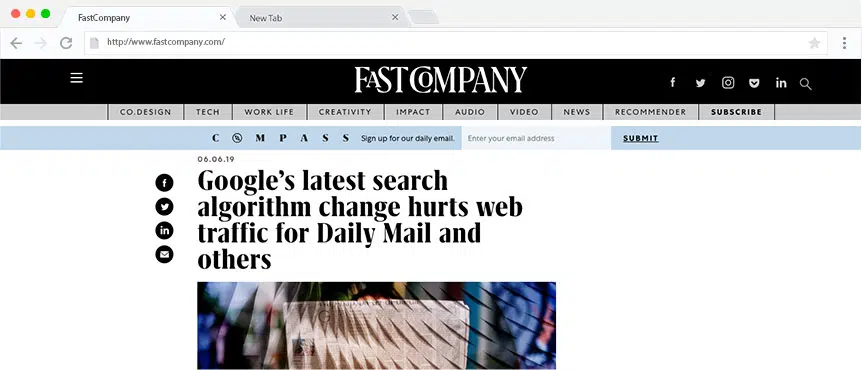 FastCompany
New Tab
http://www.fastcompany.com/
FAST COMPANY
CO.DESIGN
TECH
WORK LIFE
CREATIVITY
IMPACT
AUDIO
VIDEO
NEWS
RECOMMENDER
SUBSCRIBE
C MPASS Sign up for our daily email. Enter your email address SUBMIT
06.06.19
Google's latest search
algorithm change hurts web
traffic for Daily Mail and
others